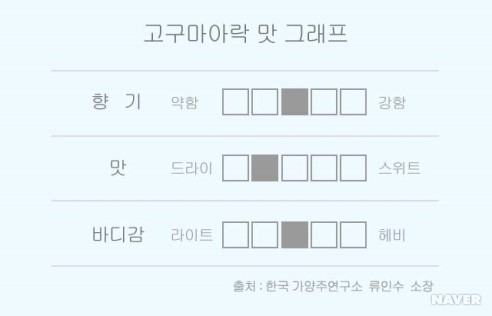 고구마아락 맛 그래프
향 기 약함 강함
맛 드라이 스위트
바디감 라이트 헤비
출처 : 한국 가양주연구소 류인수 소장
NAVER